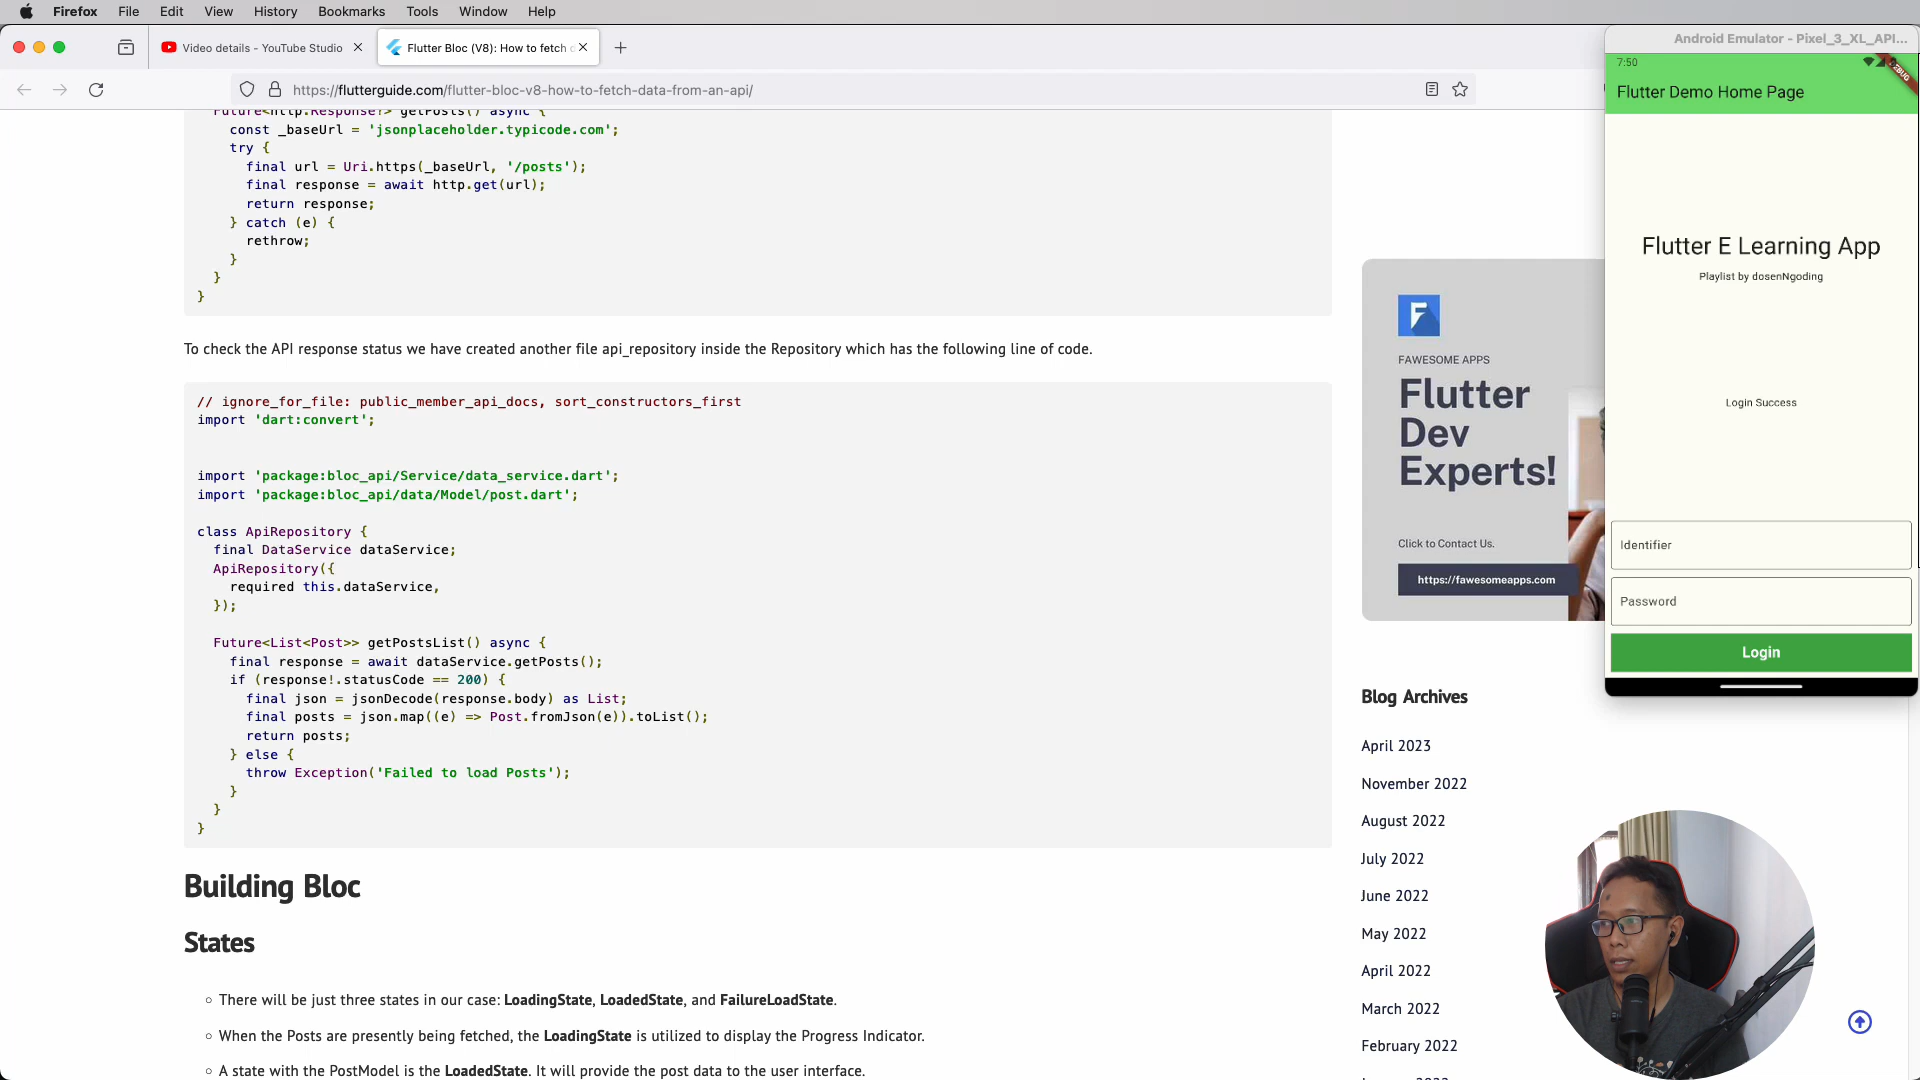 Firefox File Edit View History Bookmarks Tools Window Help
Video details - YouTube Studio
Flutter Bloc (V8): How to fetch
https://flutterguide.com/flutter-bloc-v8-how-to-fetch-data-from-an-api/
Future<http.Response?> getPosts() async {
const _baseUrl = 'jsonplaceholder.typicode.com';
try {
final url = Uri.https(_baseUrl, '/posts');
final response = await http.get(url);
return response;
} catch (e) {
rethrow;
}
}
}
To check the API response status we have created another file api_repository inside the Repository which has the following line of code.
// ignore_for_file: public_member_api_docs, sort_constructors_first
import 'dart:convert';
import 'package:bloc_api/Service/data_service.dart';
import 'package:bloc_api/data/Model/post.dart';
class ApiRepository {
final DataService dataService;
ApiRepository({
required this.dataService,
});
Future<List<Post>> getPostsList() async {
final response = await dataService.getPosts();
if (response!.statusCode == 200) {
final json = jsonDecode(response.body) as List;
final posts = json.map((e) => Post.fromJson(e)).toList();
return posts;
} else {
throw Exception('Failed to load Posts');
}
}
}
Building Bloc
States
There will be just three states in our case: LoadingState, LoadedState, and FailureLoadState.
When the Posts are presently being fetched, the LoadingState is utilized to display the Progress Indicator.
A state with the PostModel is the LoadedState. It will provide the post data to the user interface.
FAWESOME APPS
Flutter
Dev
Experts!
Click to Contact Us.
https://fawesomeapps.com
Blog Archives
April 2023
November 2022
August 2022
July 2022
June 2022
May 2022
April 2022
March 2022
February 2022
Android Emulator - Pixel_3_XL_API...
7:50
Flutter Demo Home Page
Flutter E Learning App
Playlist by dosenNgoding
Login Success
Identifier
Password
Login